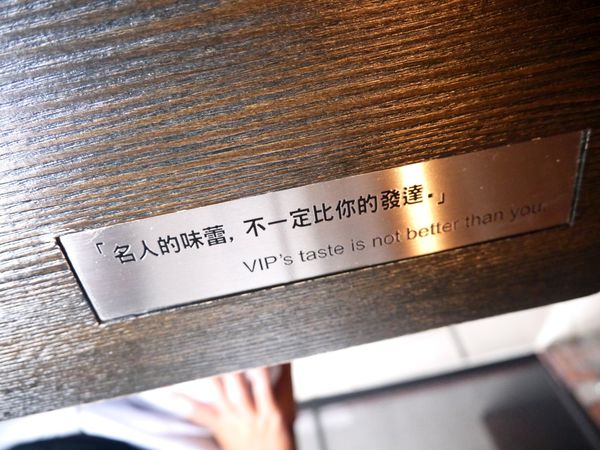 「名人的味蕾，不一定比你的發達。」
VIP's taste is not better than you.